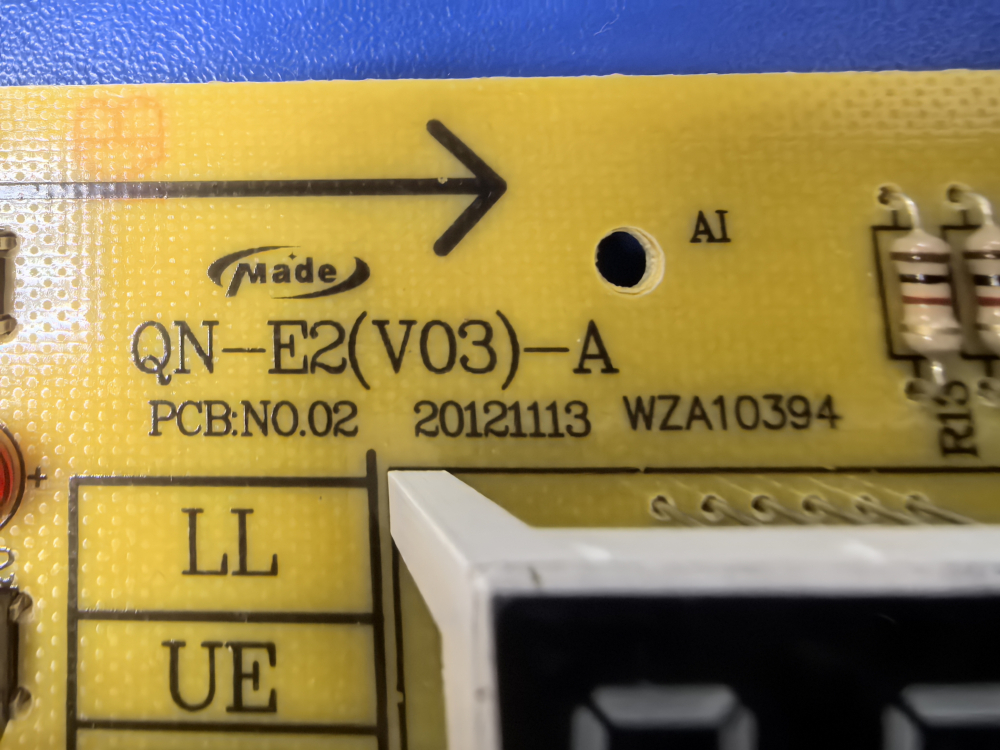 AI
Made
QN-E2(V03)-A
PCB:NO.02 20121113 WZA10394
R15
+
LL
UE